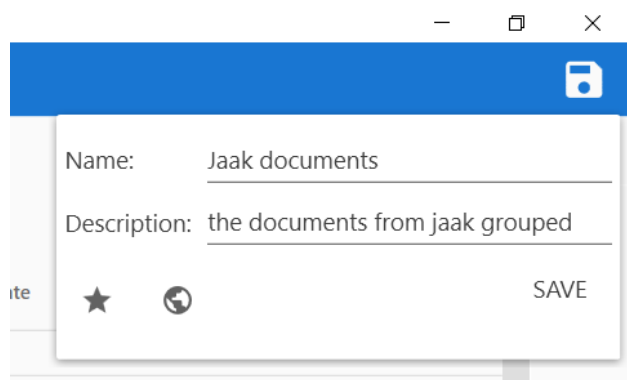 Name: Jaak documents
Description: the documents from jaak grouped
SAVE